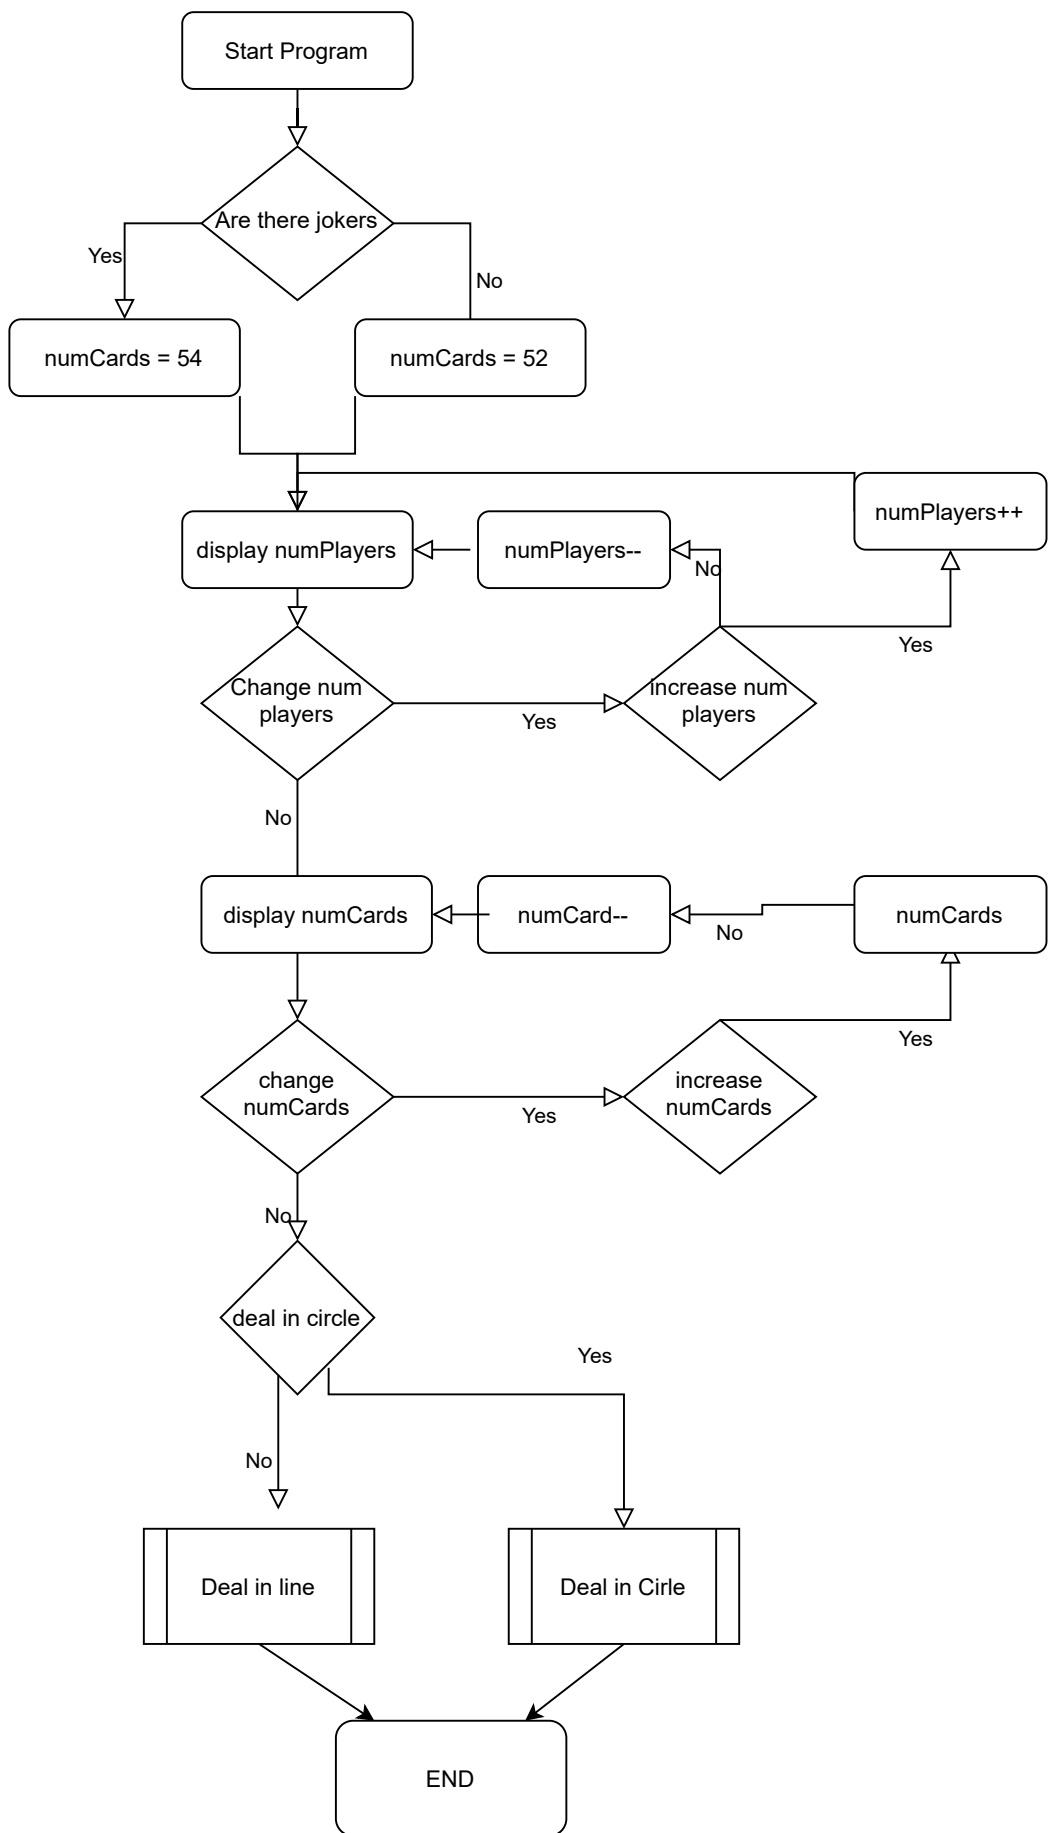 Start Program
Are there jokers
Yes
No
numCards = 54
numCards = 52
numPlayers++
display numPlayers
numPlayers--
No
Yes
Change num
players
increase num
players
Yes
No
display numCards
numCard--
numCards
No
Yes
change
numCards
increase
numCards
Yes
No
deal in circle
Yes
No
Deal in line
Deal in Cirle
END